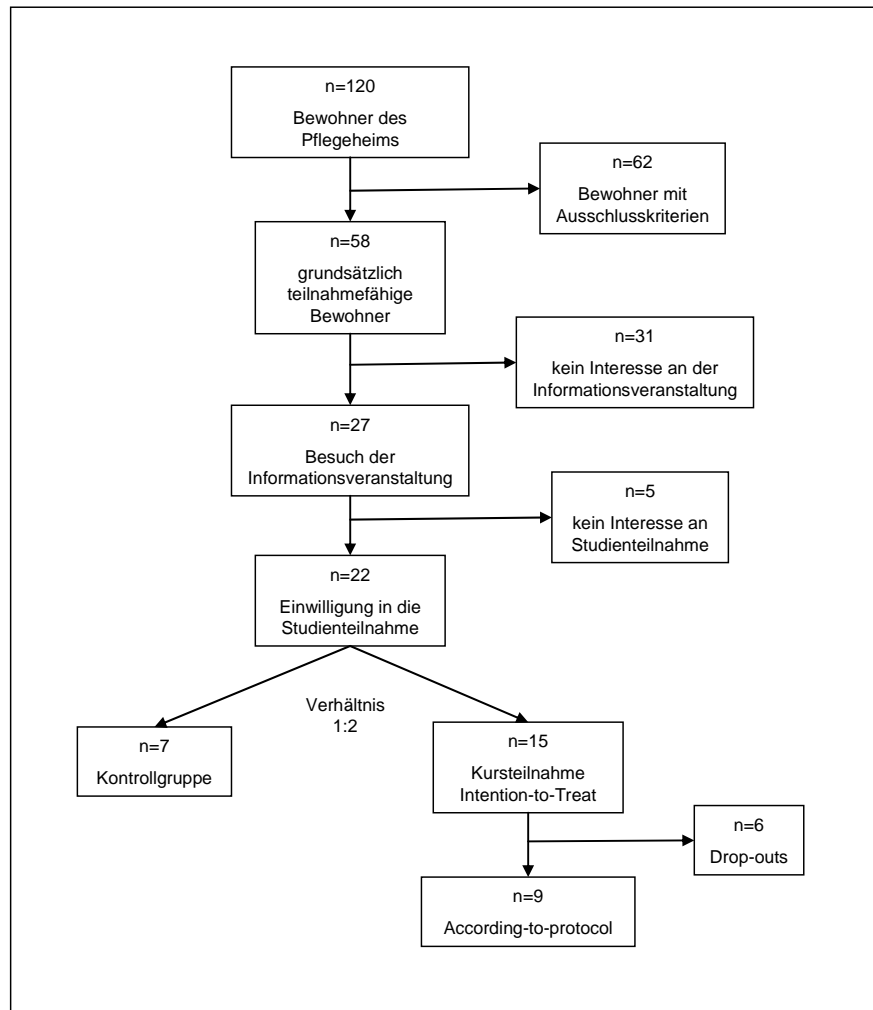 n=120
Bewohner des
Pflegeheims
n=62
Bewohner mit
Ausschlusskriterien
n=58
grundsätzlich
teilnahmefähige
Bewohner
n=31
kein Interesse an der
Informationsveranstaltung
n=27
Besuch der
Informationsveranstaltung
n=5
kein Interesse an
Studienteilnahme
n=22
Einwilligung in die
Studienteilnahme
Verhältnis
1:2
n=7
Kontrollgruppe
n=15
Kursteilnahme
Intention-to-Treat
n=6
Drop-outs
n=9
According-to-protocol